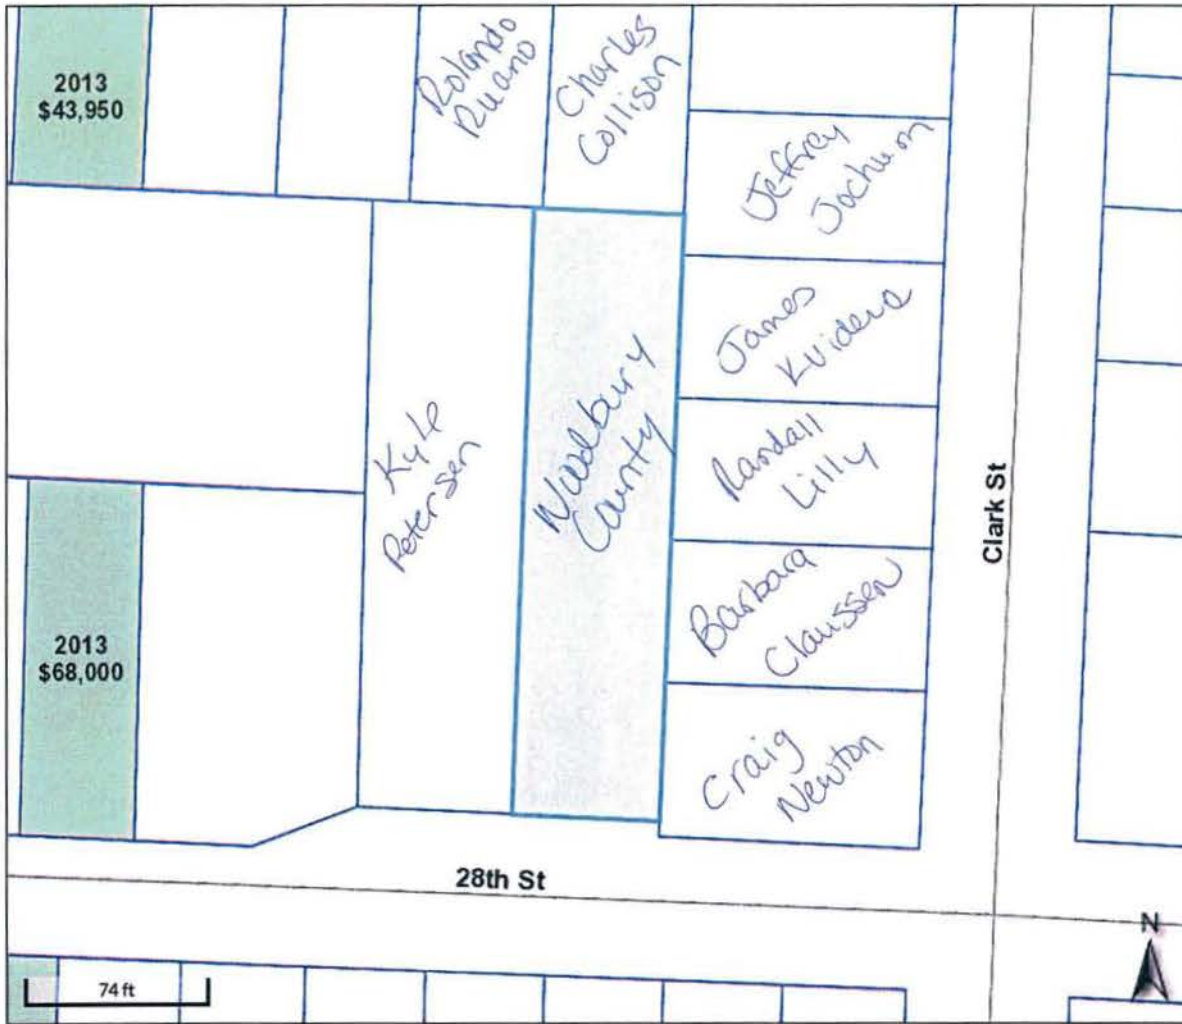 2013
$43,950
Rolando
Ruano
Charles
Collison
Jeffrey
Jochum
James
Kvidera
Randall
Lilly
Kyle
Petersen
Woodbury
County
Clark St
Barbara
Claussen
2013
$68,000
Craig
Newton
28th St
N
74 ft